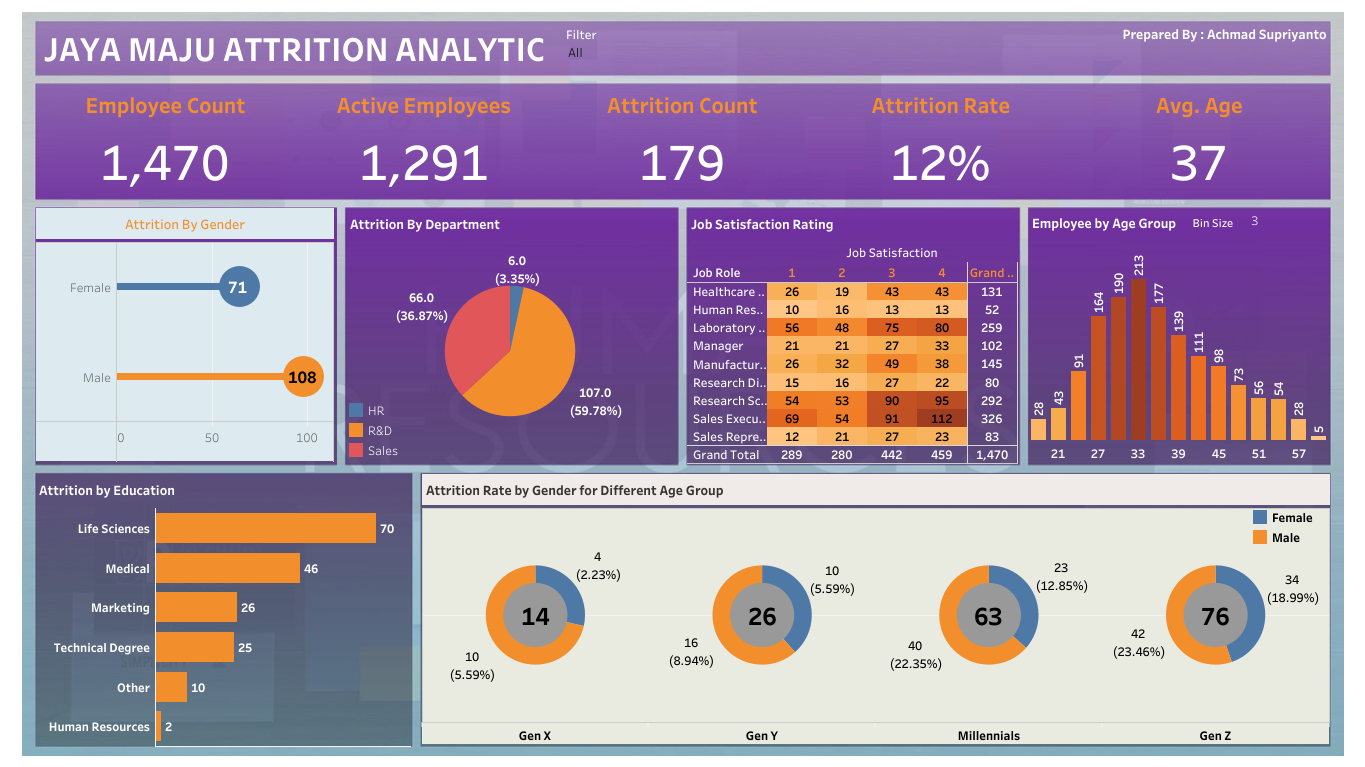 JAYA MAJU ATTRITION ANALYTIC
Filter
All
Prepared By : Achmad Supriyanto
Employee Count
Active Employees
Attrition Count
Attrition Rate
Avg. Age
1,470
1,291
179
12%
37
Attrition By Gender
Female
71
Male
108
0 50 100
Attrition By Department
6.0
(3.35%)
66.0
(36.87%)
107.0
(59.78%)
HR
R&D
Sales
Job Satisfaction Rating
Job Satisfaction
Job Role 1 2 3 4 Grand ..
Healthcare .. 26 19 43 43 131
Human Res.. 10 16 13 13 52
Laboratory .. 56 48 75 80 259
Manager 21 21 27 33 102
Manufactur.. 26 32 49 38 145
Research Di.. 15 16 27 22 80
Research Sc.. 54 53 90 95 292
Sales Execu.. 69 54 91 112 326
Sales Repre.. 12 21 27 23 83
Grand Total 289 280 442 459 1,470
Employee by Age Group Bin Size 3
28 43 91 164 190 213 177 139 111 98 73 56 54 28 5
21 27 33 39 45 51 57
Attrition by Education
Life Sciences 70
Medical 46
Marketing 26
Technical Degree 25
Other 10
Human Resources 2
Attrition Rate by Gender for Different Age Group
Female
Male
4
(2.23%)
14
10
(5.59%)
Gen X
10
(5.59%)
26
16
(8.94%)
Gen Y
23
(12.85%)
63
40
(22.35%)
Millennials
34
(18.99%)
76
42
(23.46%)
Gen Z